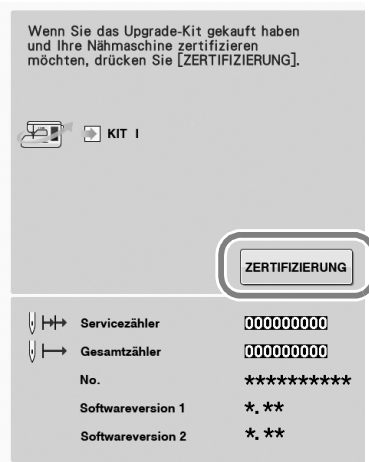 Wenn Sie das Upgrade-Kit gekauft haben
und Ihre Nähmaschine zertifizieren
möchten, drücken Sie [ZERTIFIZIERUNG].
KIT I
ZERTIFIZIERUNG
Servicezähler 000000000
Gesamtzähler 000000000
No. **********
Softwareversion 1 *.**
Softwareversion 2 *.**